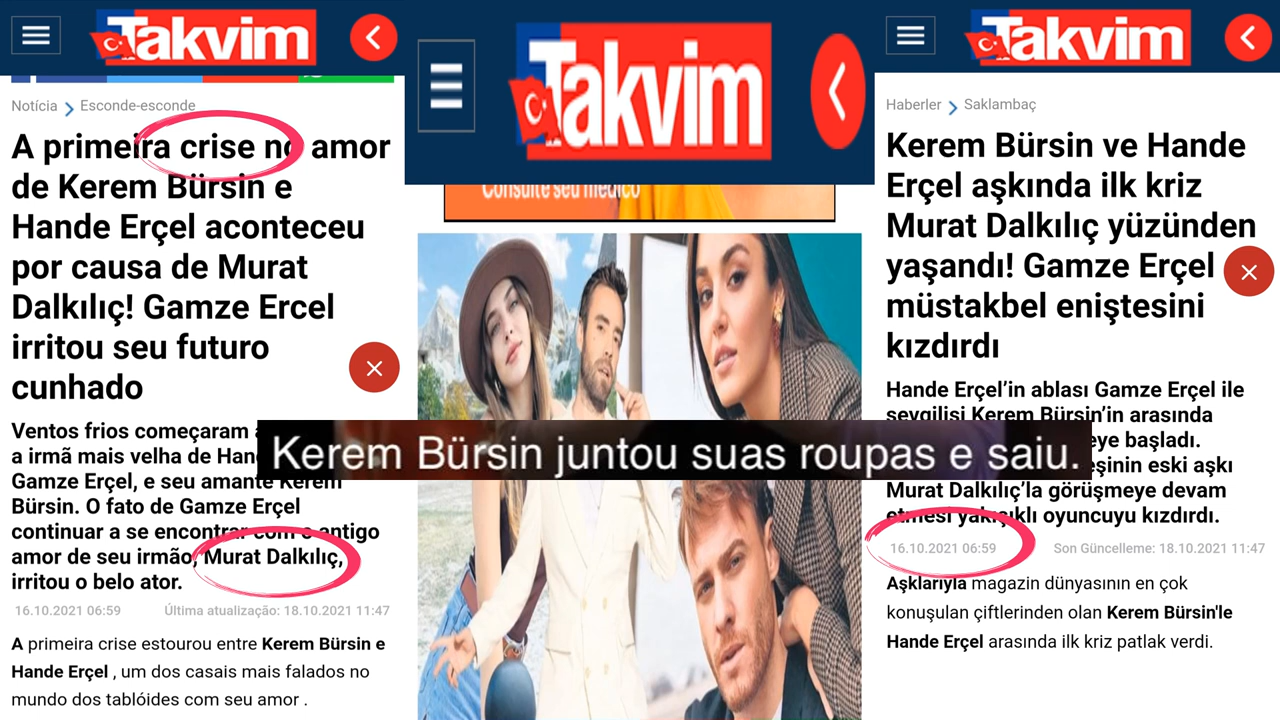 Takvim
Notícia > Esconde-esconde
A primeira crise no amor
de Kerem Bürsin e
Hande Erçel aconteceu
por causa de Murat
Dalkılıç! Gamze Ercel
irritou seu futuro
cunhado
Ventos frios começaram
a irmã mais velha de
Gamze Erçel, e seu amante Kerem
Bürsin. O fato de Gamze Erçel
continuar a se encontrar com o antigo
amor de seu irmão, Murat Dalkılıç,
irritou o belo ator.
16.10.2021 06:59 Última atualização: 18.10.2021 11:47
A primeira crise estourou entre Kerem Bürsin e
Hande Erçel , um dos casais mais falados no
mundo dos tablóides com seu amor .
Takvim
Consulte seu médico
Kerem Bürsin juntou suas roupas e saiu.
Takvim
Haberler > Saklambaç
Kerem Bürsin ve Hande
Erçel aşkında ilk kriz
Murat Dalkılıç yüzünden
yaşandı! Gamze Erçel
müstakbel eniştesini
kızdırdı
Hande Erçel’in ablası Gamze Erçel ile
sevgilisi Kerem Bürsin’in arasında
başladı.
eski aşkı
Murat Dalkılıç’la görüşmeye devam
etmesi yakışıklı oyuncuyu kızdırdı.
16.10.2021 06:59 Son Güncelleme: 18.10.2021 11:47
Aşklarıyla magazin dünyasının en çok
konuşulan çiftlerinden olan Kerem Bürsin'le
Hande Erçel arasında ilk kriz patlak verdi.